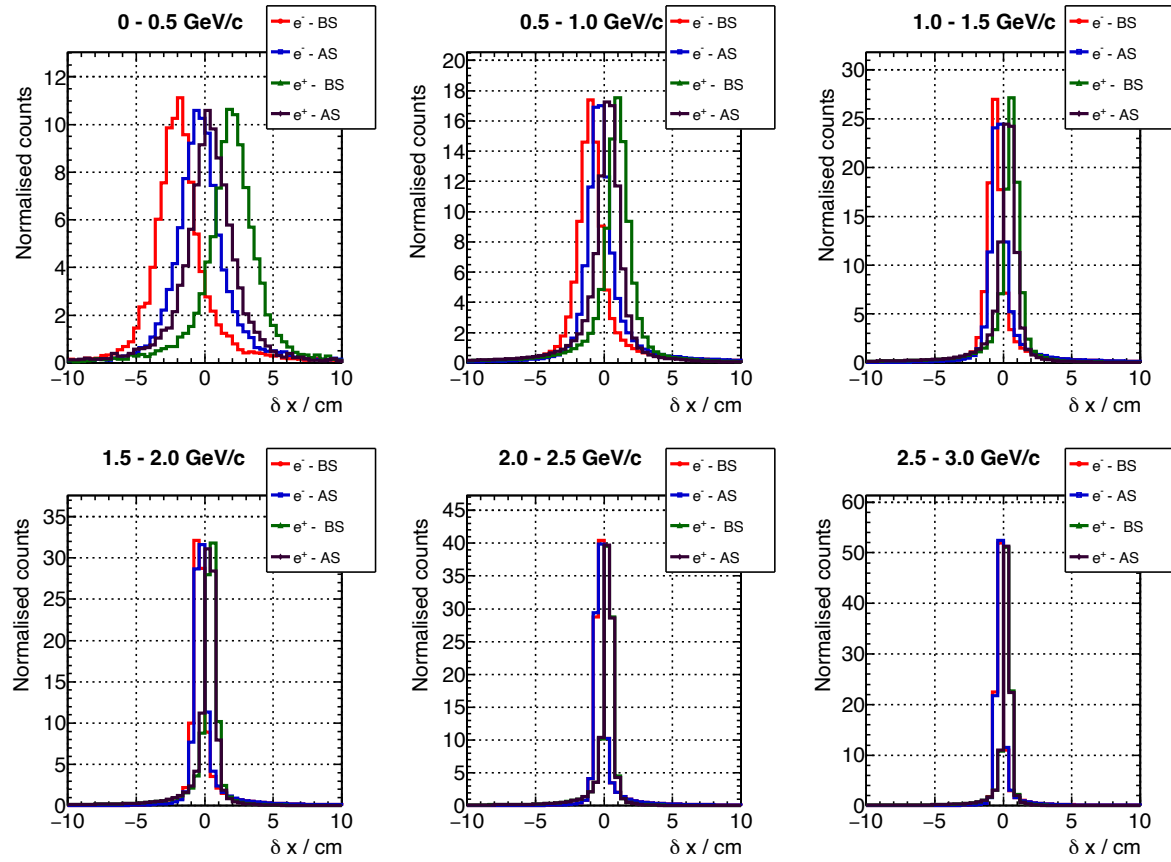 0 - 0.5 GeV/c
e⁻ - BS
e⁻ - AS
e⁺ - BS
e⁺ - AS
Normalised counts
12
10
8
6
4
2
0
−10 −5 0 5 10
δ x / cm
0.5 - 1.0 GeV/c
e⁻ - BS
e⁻ - AS
e⁺ - BS
e⁺ - AS
Normalised counts
20
18
16
14
12
10
8
6
4
2
0
−10 −5 0 5 10
δ x / cm
1.0 - 1.5 GeV/c
e⁻ - BS
e⁻ - AS
e⁺ - BS
e⁺ - AS
Normalised counts
30
25
20
15
10
5
0
−10 −5 0 5 10
δ x / cm
1.5 - 2.0 GeV/c
e⁻ - BS
e⁻ - AS
e⁺ - BS
e⁺ - AS
Normalised counts
35
30
25
20
15
10
5
0
−10 −5 0 5 10
δ x / cm
2.0 - 2.5 GeV/c
e⁻ - BS
e⁻ - AS
e⁺ - BS
e⁺ - AS
Normalised counts
45
40
35
30
25
20
15
10
5
0
−10 −5 0 5 10
δ x / cm
2.5 - 3.0 GeV/c
e⁻ - BS
e⁻ - AS
e⁺ - BS
e⁺ - AS
Normalised counts
60
50
40
30
20
10
0
−10 −5 0 5 10
δ x / cm